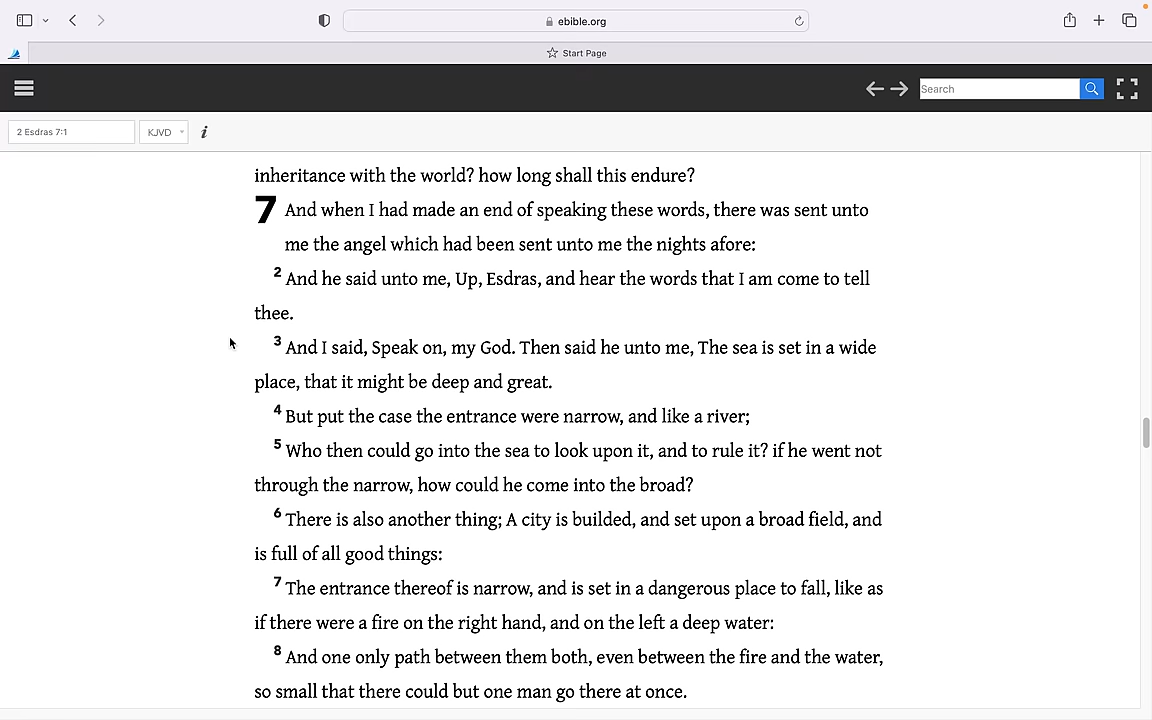 ebible.org
Start Page
Search
2 Esdras 7:1 KJVD i
inheritance with the world? how long shall this endure?
7 And when I had made an end of speaking these words, there was sent unto
me the angel which had been sent unto me the nights afore:
2 And he said unto me, Up, Esdras, and hear the words that I am come to tell
thee.
3 And I said, Speak on, my God. Then said he unto me, The sea is set in a wide
place, that it might be deep and great.
4 But put the case the entrance were narrow, and like a river;
5 Who then could go into the sea to look upon it, and to rule it? if he went not
through the narrow, how could he come into the broad?
6 There is also another thing; A city is builded, and set upon a broad field, and
is full of all good things:
7 The entrance thereof is narrow, and is set in a dangerous place to fall, like as
if there were a fire on the right hand, and on the left a deep water:
8 And one only path between them both, even between the fire and the water,
so small that there could but one man go there at once.